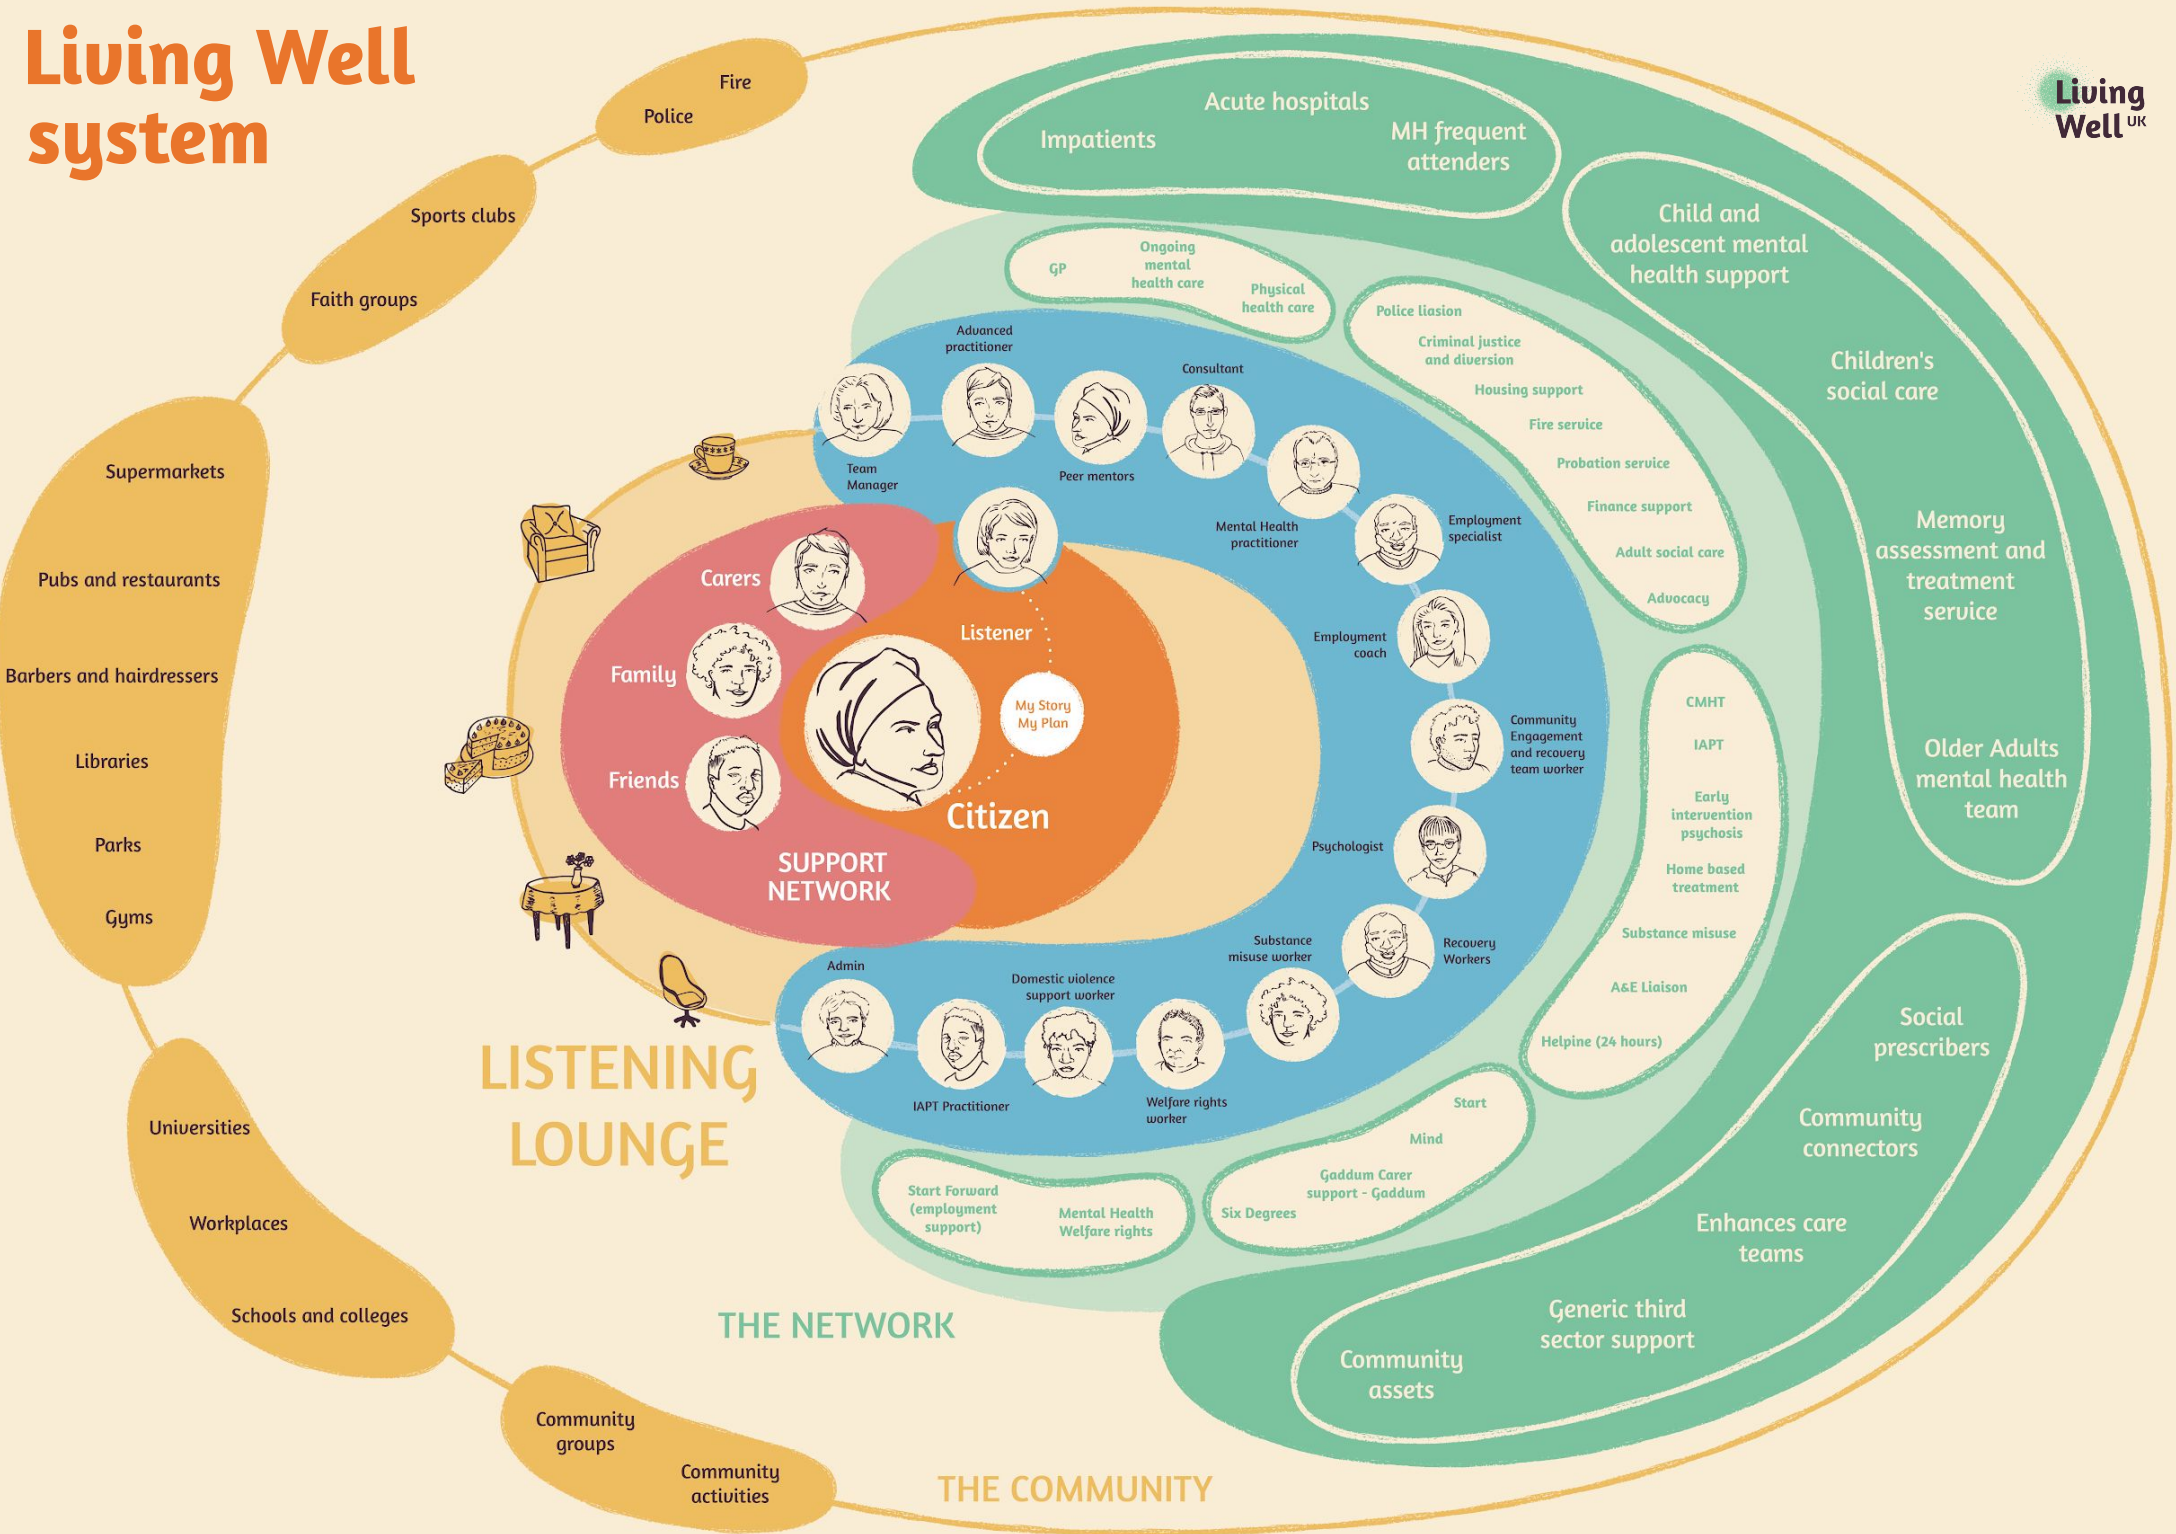 Living Well
system
Living
Well UK
Fire
Police
Sports clubs
Faith groups
Supermarkets
Pubs and restaurants
Barbers and hairdressers
Libraries
Parks
Gyms
Universities
Workplaces
Schools and colleges
Community
groups
Community
activities
THE COMMUNITY
Acute hospitals
Impatients
MH frequent
attenders
Child and
adolescent mental
health support
Children's
social care
Memory
assessment and
treatment
service
Older Adults
mental health
team
Social
prescribers
Community
connectors
Enhances care
teams
Generic third
sector support
Community
assets
GP
Ongoing
mental
health care
Physical
health care
Police liasion
Criminal justice
and diversion
Housing support
Fire service
Probation service
Finance support
Adult social care
Advocacy
CMHT
IAPT
Early
intervention
psychosis
Home based
treatment
Substance misuse
A&E Liaison
Helpine (24 hours)
Start
Mind
Gaddum Carer
support - Gaddum
Six Degrees
Mental Health
Welfare rights
Start Forward
(employment
support)
THE NETWORK
Team
Manager
Advanced
practitioner
Peer mentors
Consultant
Mental Health
practitioner
Employment
specialist
Employment
coach
Community
Engagement
and recovery
team worker
Psychologist
Recovery
Workers
Substance
misuse worker
Welfare rights
worker
Domestic violence
support worker
IAPT Practitioner
Admin
LISTENING
LOUNGE
Carers
Family
Friends
SUPPORT
NETWORK
Listener
My Story
My Plan
Citizen